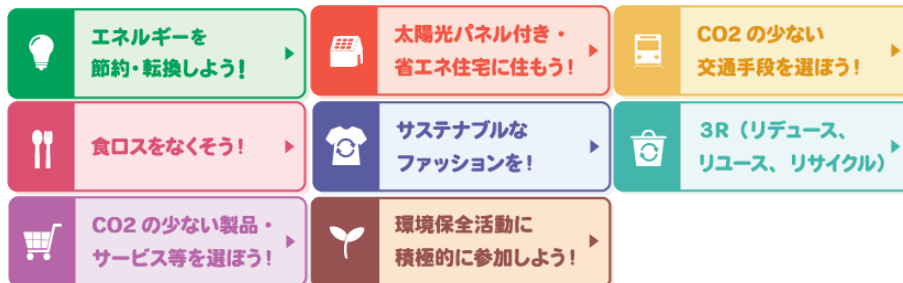 エネルギーを
節約・転換しよう！
太陽光パネル付き・
省エネ住宅に住もう！
CO2 の少ない
交通手段を選ぼう！
食ロスをなくそう！
サステナブルな
ファッションを！
3R（リデュース、
リユース、リサイクル）
CO2 の少ない製品・
サービス等を選ぼう！
環境保全活動に
積極的に参加しよう！